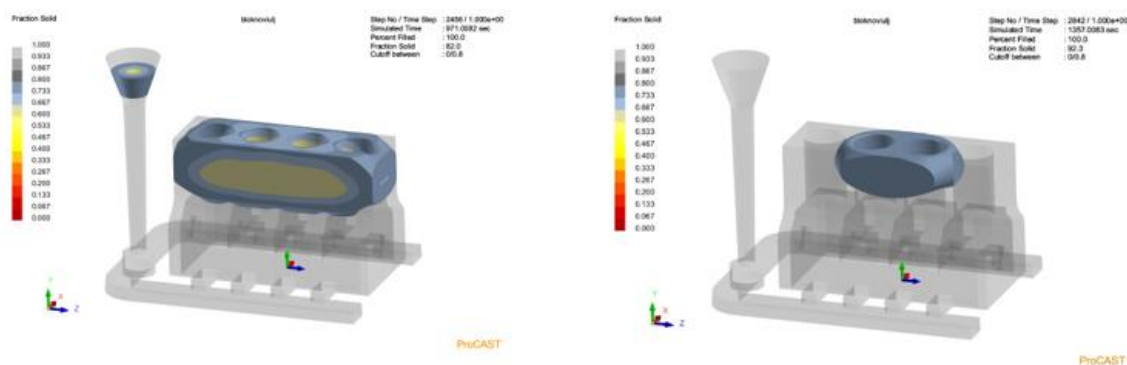 Fraction Solid
bloknoviulj
Step No / Time Step : 2456 / 1.000e+00
Simulated Time : 971.0092 sec
Percent Filled : 100.0
Fraction Solid : 82.0
Cutoff between : 0/0.8
1.000
0.933
0.867
0.800
0.733
0.667
0.600
0.533
0.467
0.400
0.333
0.267
0.200
0.133
0.067
0.000
Y
X
Z
ProCAST
Fraction Solid
bloknoviulj
Step No / Time Step : 2842 / 1.000e+00
Simulated Time : 1357.0083 sec
Percent Filled : 100.0
Fraction Solid : 92.3
Cutoff between : 0/0.8
1.000
0.933
0.867
0.800
0.733
0.667
0.600
0.533
0.467
0.400
0.333
0.267
0.200
0.133
0.067
0.000
Y
X
Z
ProCAST